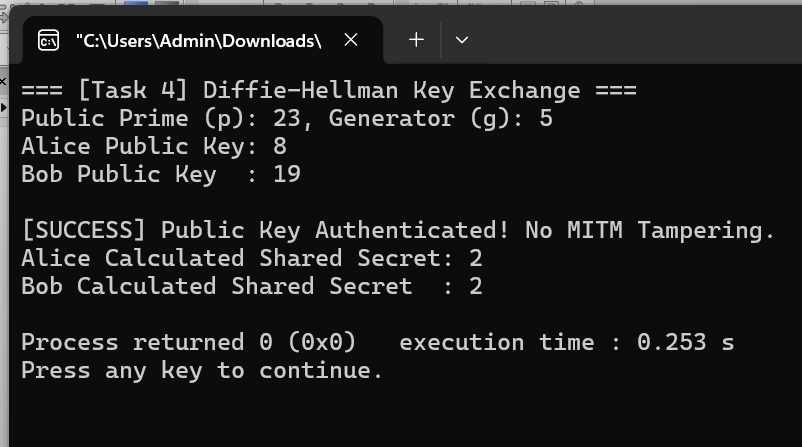 "C:\Users\Admin\Downloads\
=== [Task 4] Diffie-Hellman Key Exchange ===
Public Prime (p): 23, Generator (g): 5
Alice Public Key: 8
Bob Public Key  : 19
[SUCCESS] Public Key Authenticated! No MITM Tampering.
Alice Calculated Shared Secret: 2
Bob Calculated Shared Secret  : 2
Process returned 0 (0x0)   execution time : 0.253 s
Press any key to continue.